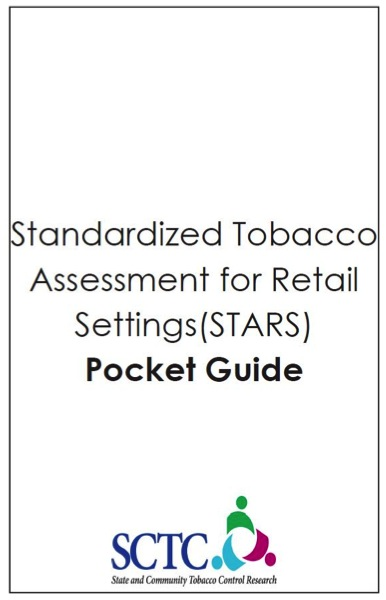 Standardized Tobacco
Assessment for Retail
Settings(STARS)
Pocket Guide
SCTC
State and Community Tobacco Control Research